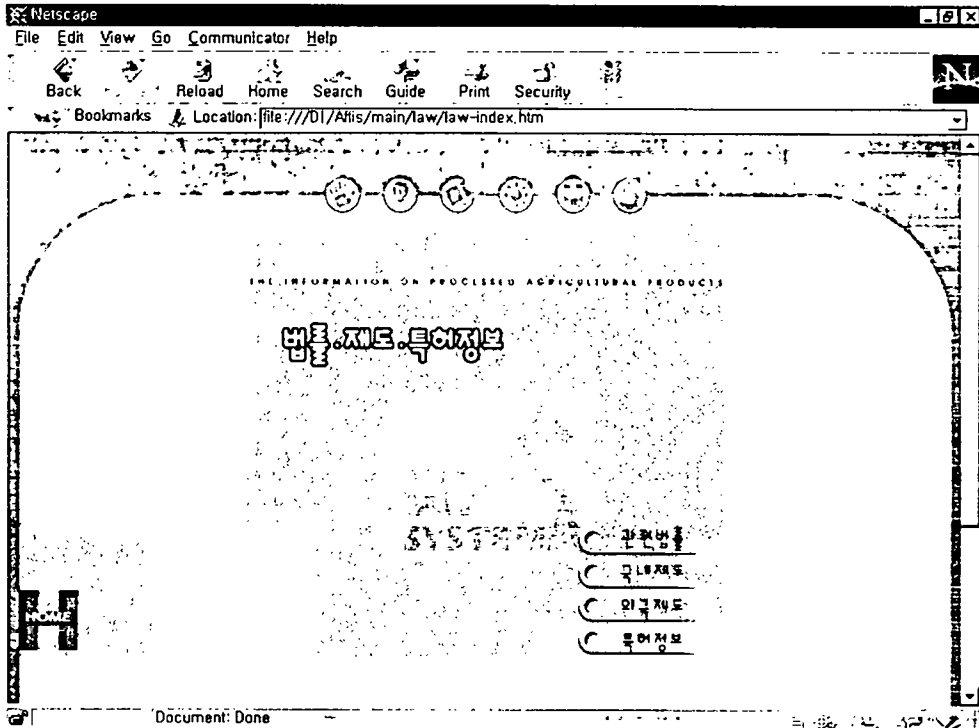 Netscape
File Edit View Go Communicator Help
Back Reload Home Search Guide Print Security
Bookmarks Location: file:///D|/Affis/main/law/law-index.htm
THE INFORMATION ON PROCESSED AGRICULTURAL PRODUCTS
법률.제도.특허정보
SYSTEM
관련법률
국내제도
외국제도
특허정보
HOME
Document: Done